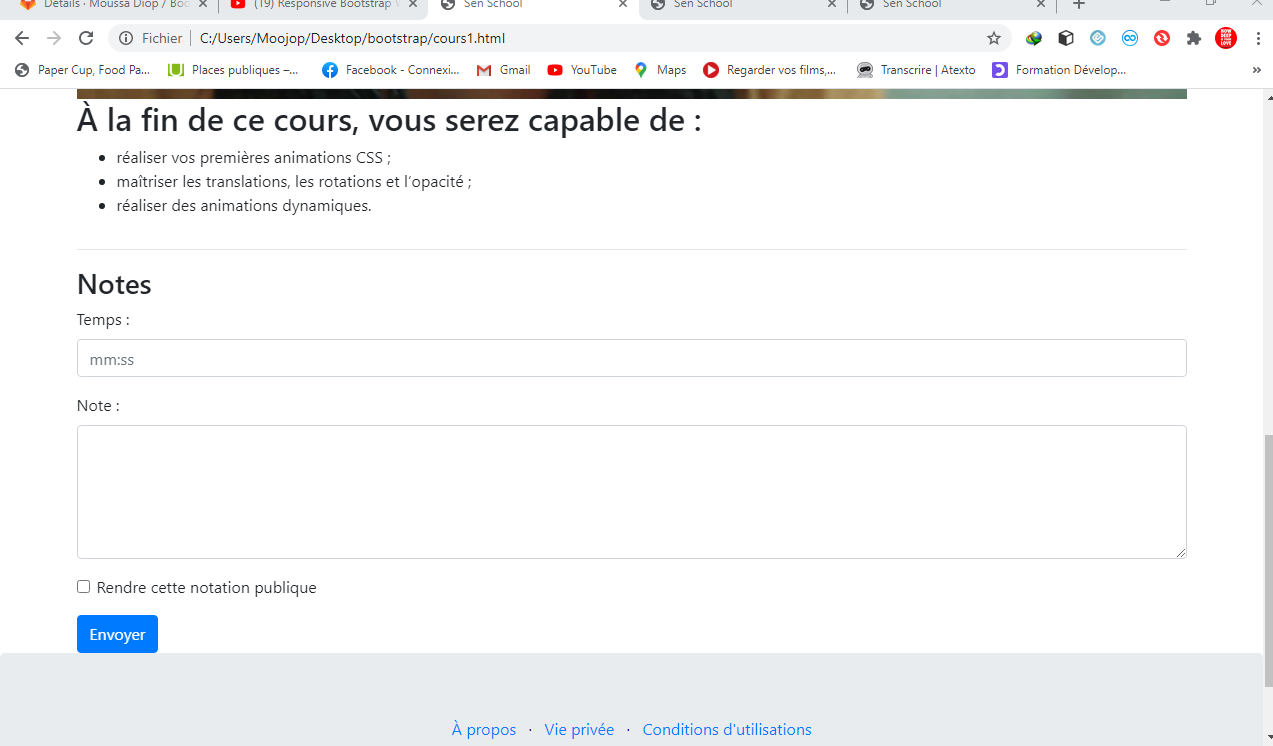 Détails · Moussa Diop / Boo
(19) Responsive Bootstrap W
Sen School
Sen School
Sen School
Fichier
C:/Users/Moojop/Desktop/bootstrap/cours1.html
Paper Cup, Food Pa...
Places publiques –...
Facebook - Connexi...
Gmail
YouTube
Maps
Regarder vos films,...
Transcrire | Atexto
Formation Dévelop...
À la fin de ce cours, vous serez capable de :
réaliser vos premières animations CSS ;
maîtriser les translations, les rotations et l’opacité ;
réaliser des animations dynamiques.
Notes
Temps :
mm:ss
Note :
Rendre cette notation publique
Envoyer
À propos · Vie privée · Conditions d'utilisations